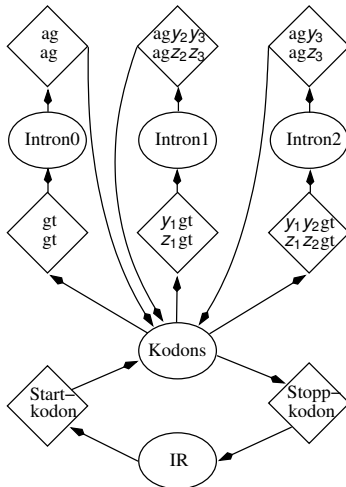 ag
ag
agy₂y₃
agz₂z₃
agy₃
agz₃
Intron0
Intron1
Intron2
gt
gt
y₁gt
z₁gt
y₁y₂gt
z₁z₂gt
Kodons
Start–
kodon
Stopp–
kodon
IR